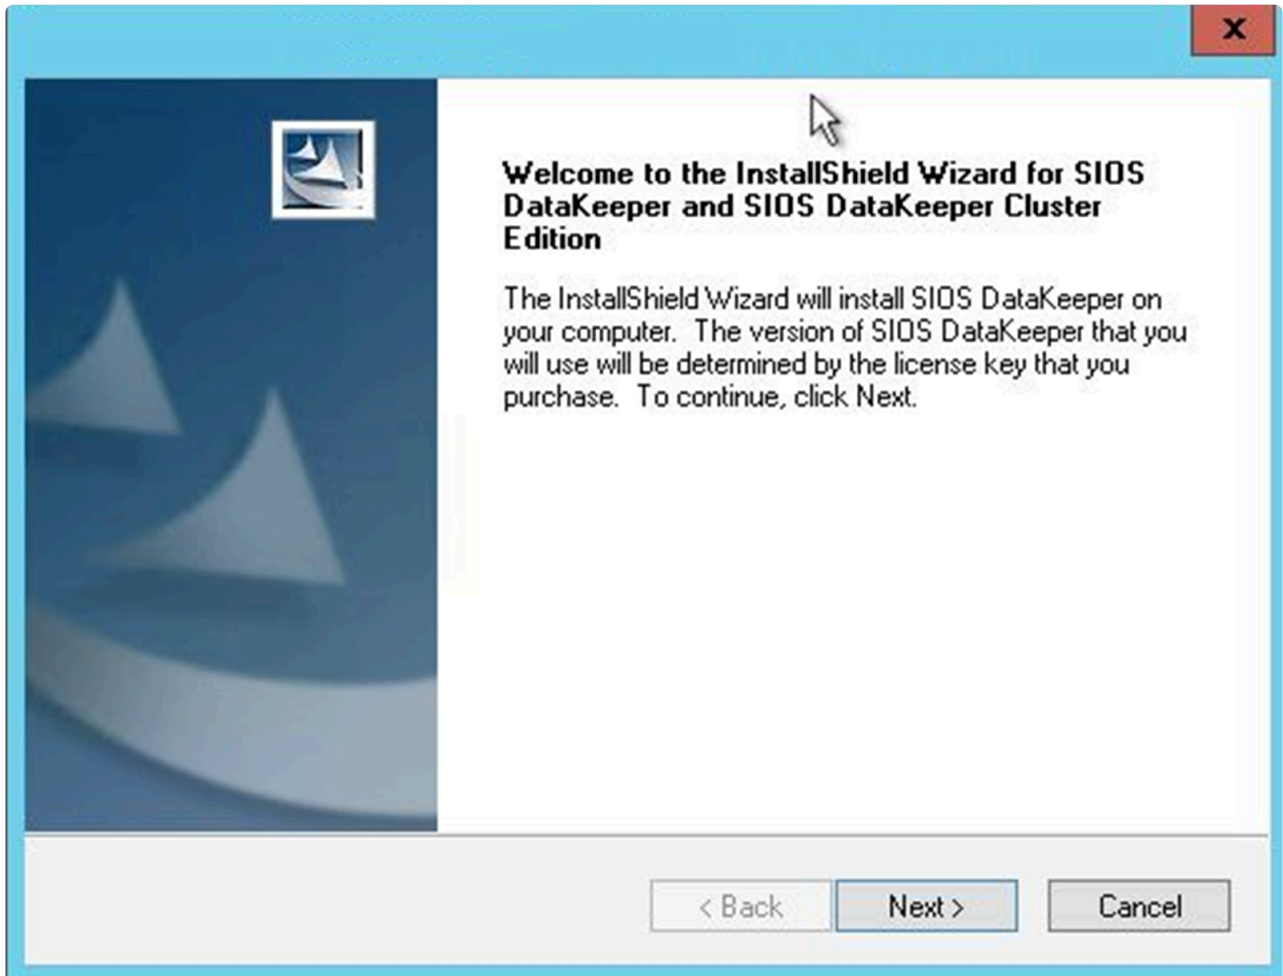 x
Welcome to the InstallShield Wizard for SIOS
DataKeeper and SIOS DataKeeper Cluster
Edition
The InstallShield Wizard will install SIOS DataKeeper on
your computer. The version of SIOS DataKeeper that you
will use will be determined by the license key that you
purchase. To continue, click Next.
< Back
Next >
Cancel